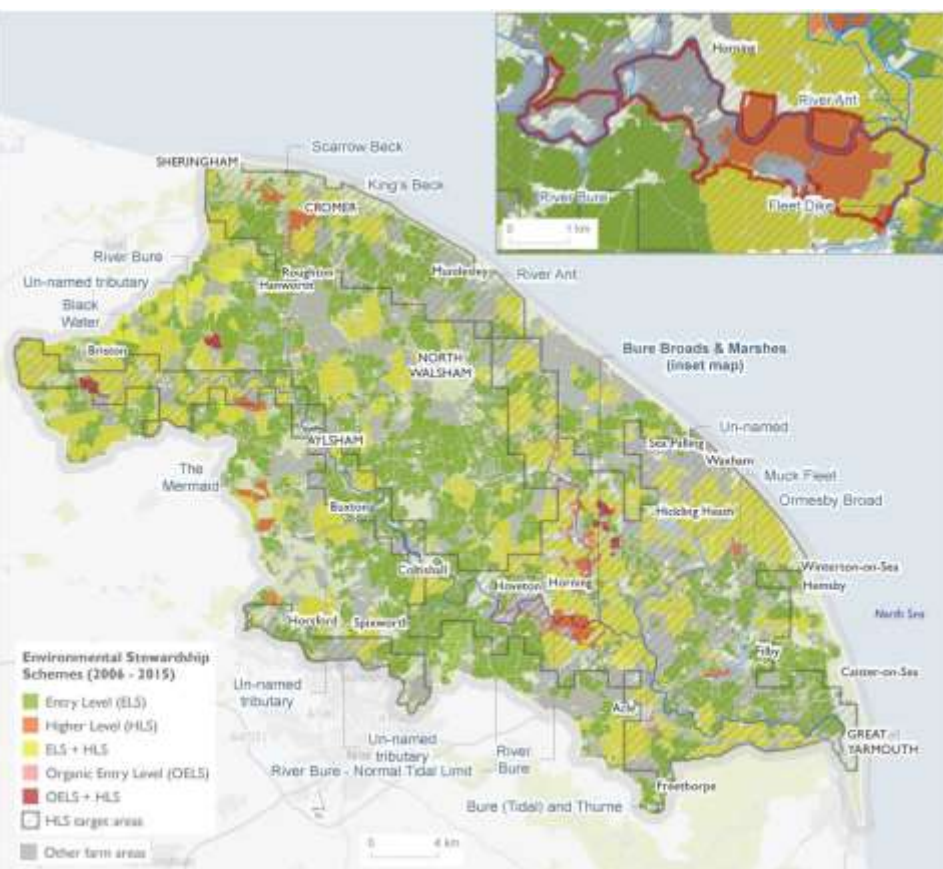 Horning
River Ant
River Bure
Fleet Dike
0 1 km
Scarrow Beck
SHERINGHAM
King's Beck
CROMER
River Bure
Roughton
Mundesley
River Ant
Un-named tributary
Hanworth
Black
Water
Briston
NORTH
WALSHAM
Bure Broads & Marshes
(inset map)
Un-named
AYLSHAM
Sea Palling
Waxham
The
Mermaid
Muck Fleet
Buxton
Hickling Heath
Ormesby Broad
Coltishall
Winterton-on-Sea
Hoveton
Horning
Hemsby
North Sea
Horsford
Spixworth
Filby
Caister-on-Sea
Environmental Stewardship
Schemes (2006 - 2015)
Entry Level (ELS)
Higher Level (HLS)
ELS + HLS
Organic Entry Level (OELS)
OELS + HLS
HLS target areas
Other farm areas
Un-named
tributary
Acle
GREAT
YARMOUTH
Un-named
tributary
River
Bure
River Bure - Normal Tidal Limit
Freethorpe
Bure (Tidal) and Thurne
0 4 km